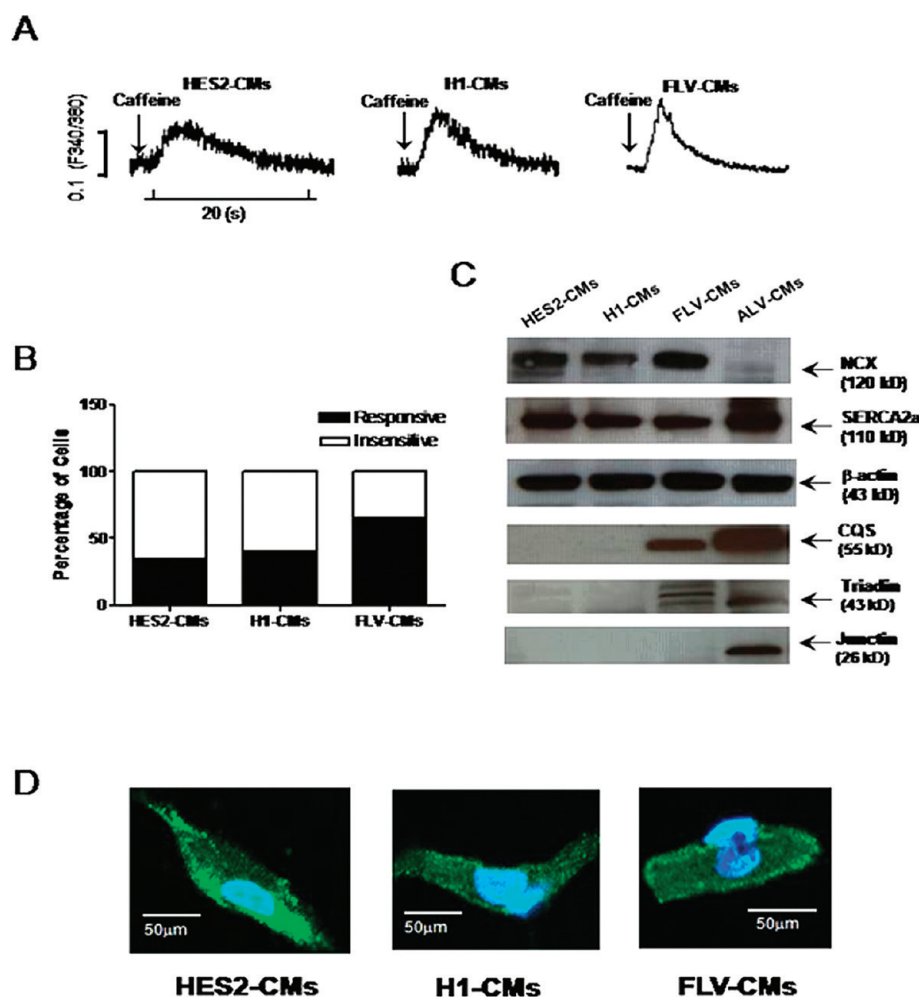 A
HES2-CMs
H1-CMs
FLV-CMs
Caffeine
Caffeine
Caffeine
0.1 (F340/380)
20 (s)
B
150
100
50
0
Percentage of Cells
Responsive
Insensitive
HES2-CMs
H1-CMs
FLV-CMs
C
HES2-CMs
H1-CMs
FLV-CMs
ALV-CMs
NCX
(120 kD)
SERCA2a
(110 kD)
β-actin
(43 kD)
CQS
(55 kD)
Triadin
(43 kD)
Junctin
(26 kD)
D
50μm
50μm
50μm
HES2-CMs
H1-CMs
FLV-CMs